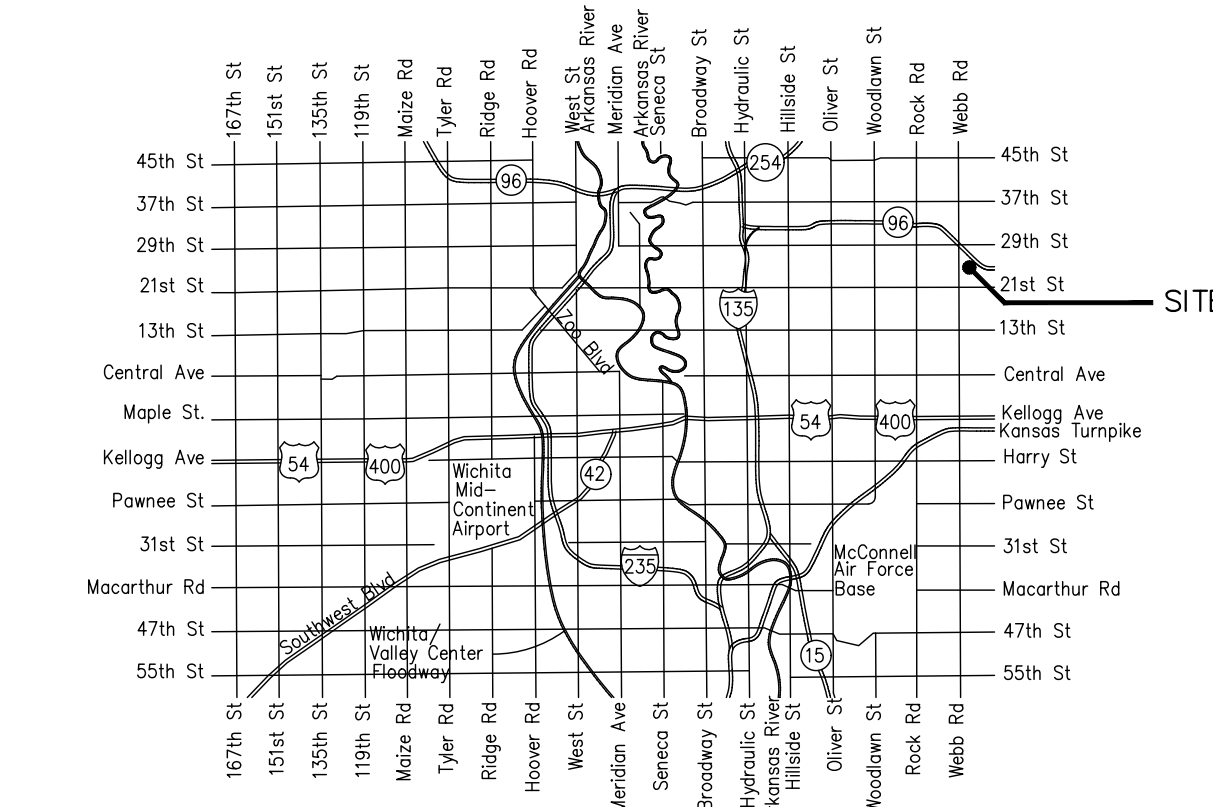 167th St
151st St
135th St
119th St
Maize Rd
Tyler Rd
Ridge Rd
Hoover Rd
West St
Arkansas River
Meridian Ave
Arkansas River
Seneca St
Broadway St
Hydraulic St
Hillside St
Oliver St
Woodlawn St
Rock Rd
Webb Rd
45th St
254
45th St
96
37th St
37th St
96
29th St
29th St
21st St
21st St
SITE
135
13th St
Zoo Blvd
13th St
Central Ave
Central Ave
Maple St.
54
400
Kellogg Ave
Kansas Turnpike
Kellogg Ave
54
400
Harry St
Wichita
Mid-
Continent
Airport
42
Pawnee St
Pawnee St
31st St
31st St
McConnell
Air Force
Base
235
Macarthur Rd
Macarthur Rd
Southwest Blvd
47th St
47th St
Wichita/
Valley Center
Floodway
15
55th St
55th St
167th St
151st St
135th St
119th St
Maize Rd
Tyler Rd
Ridge Rd
Hoover Rd
West St
Meridian Ave
Seneca St
Broadway St
Hydraulic St
kansas River
Hillside St
Oliver St
Woodlawn St
Rock Rd
Webb Rd